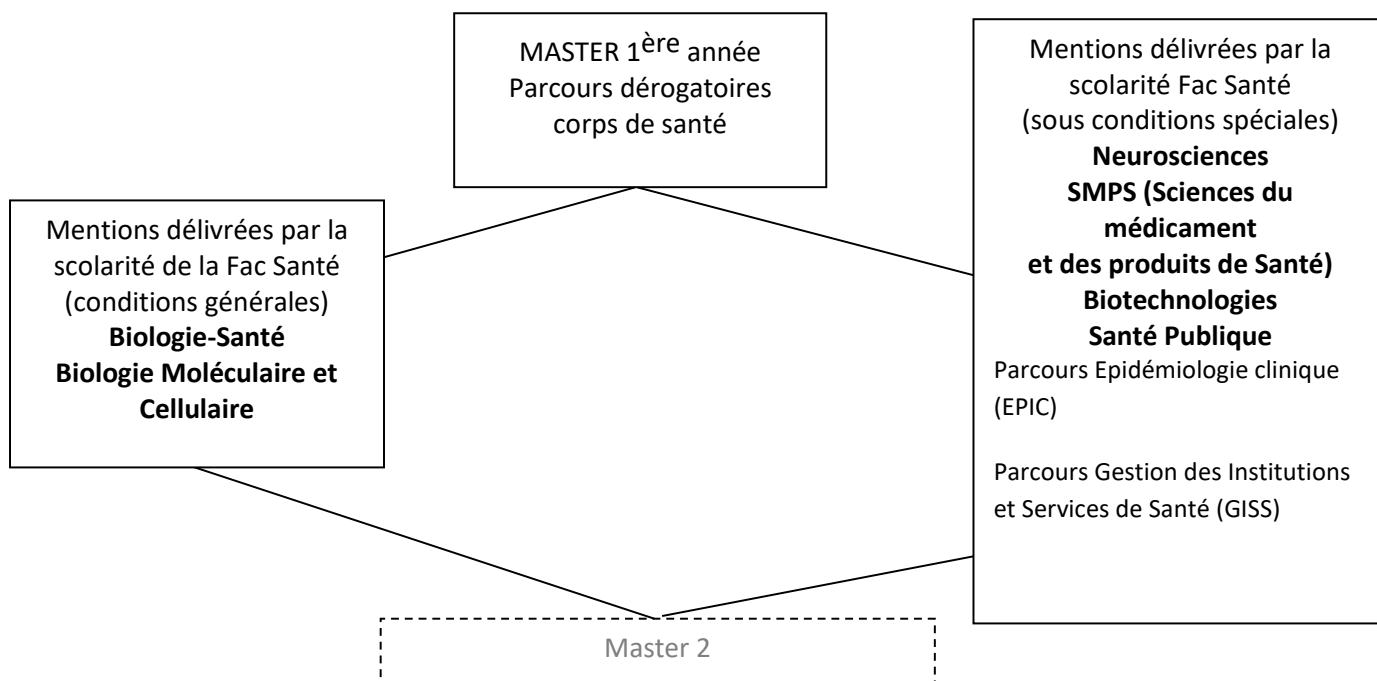 MASTER 1ère année
Parcours dérogatoires
corps de santé
Mentions délivrées par la
scolarité de la Fac Santé
(conditions générales)
Biologie-Santé
Biologie Moléculaire et
Cellulaire
Mentions délivrées par la
scolarité Fac Santé
(sous conditions spéciales)
Neurosciences
SMPS (Sciences du
médicament
et des produits de Santé)
Biotechnologies
Santé Publique
Parcours Epidémiologie clinique
(EPIC)
Parcours Gestion des Institutions
et Services de Santé (GISS)
Master 2